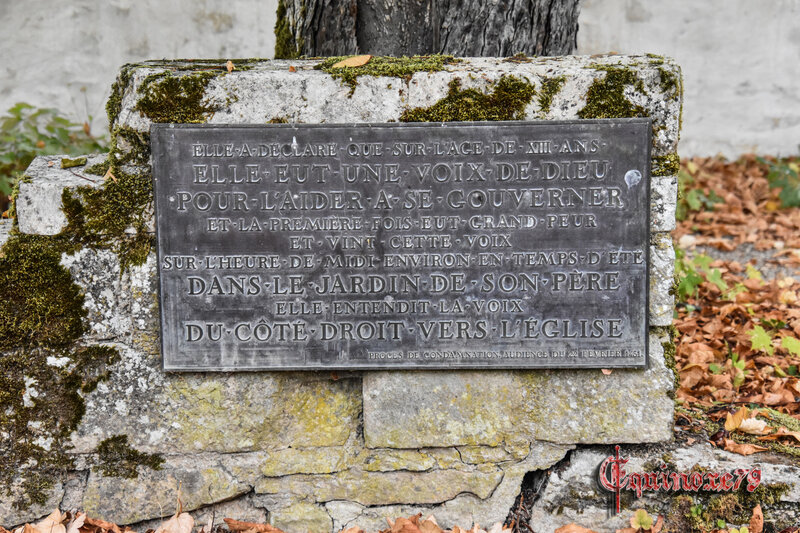 ELLE·A·DÉCLARÉ·QUE·SUR·L'AGE·DE·XIII·ANS·
ELLE·EUT·UNE·VOIX·DE·DIEU
POUR·L'AIDER·A·SE·GOUVERNER
ET·LA·PREMIÈRE·FOIS·EUT·GRAND·PEUR
ET·VINT·CETTE·VOIX
SUR·L'HEURE·DE·MIDI·ENVIRON·EN·TEMPS·D'ÉTÉ
DANS·LE·JARDIN·DE·SON·PÈRE
ELLE·ENTENDIT·LA·VOIX
DU·CÔTÉ·DROIT·VERS·L'ÉGLISE
PROCÈS·DE·CONDAMNATION·AUDIENCE·DU·22·FÉVRIER·1431
Equinoxe79